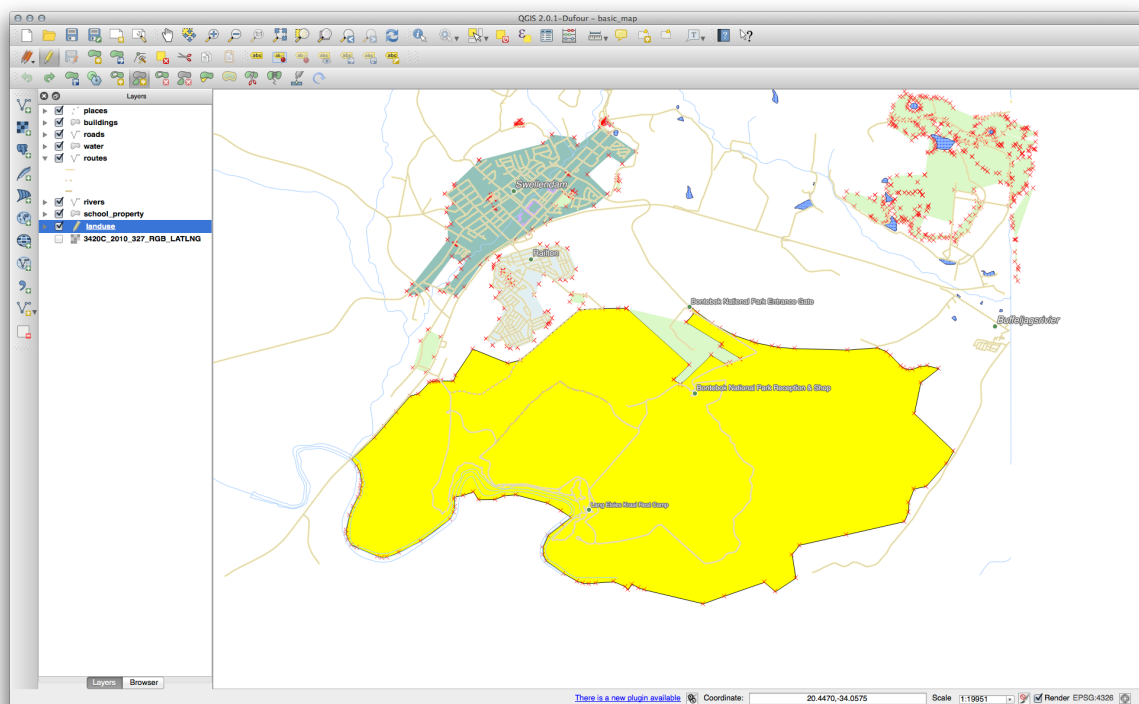 QGIS 2.0.1-Dufour - basic_map
Layers
places
buildings
roads
water
routes
rivers
school_property
landuse
3420C_2010_327_RGB_LATLNG
Swellendam
Railton
Bontebok National Park Entrance Gate
Buffeljagsrivier
Bontebok National Park Reception & Shop
Lang Elsies Kraal Rest Camp
Layers
Browser
There is a new plugin available
Coordinate:
20.4470,-34.0575
Scale
1:19951
Render
EPSG:4326